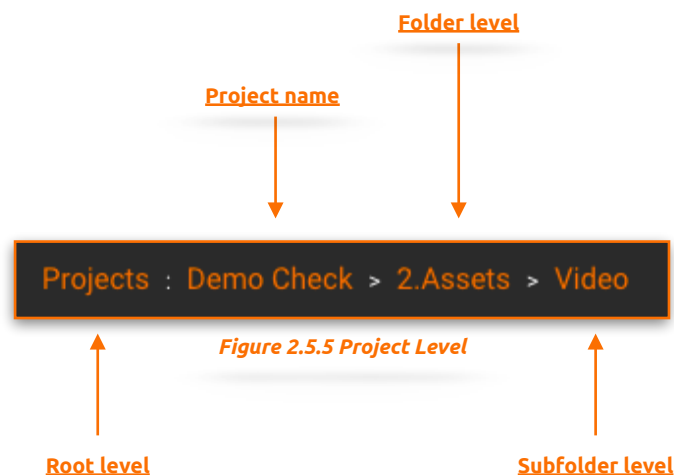 Folder level
Project name
Projects : Demo Check > 2.Assets > Video
Figure 2.5.5 Project Level
Root level
Subfolder level